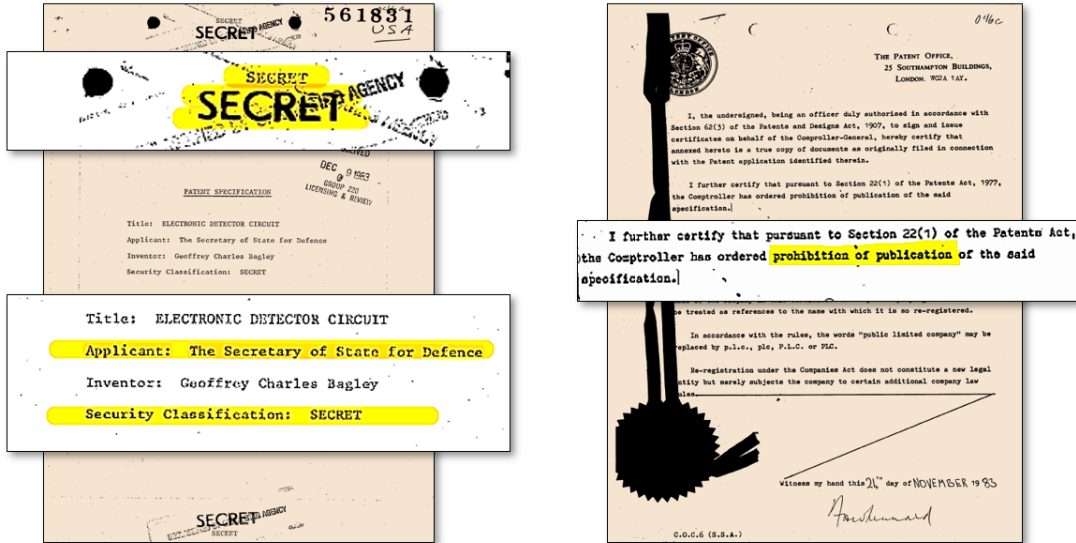 SECRET
SECRET
561831
USA
SECRET
SECRET
AGENCY
DEC 9 1983
GROUP 220
LICENSING & REVIEW
PATENT SPECIFICATION
Title: ELECTRONIC DETECTOR CIRCUIT
Applicant: The Secretary of State for Defence
Inventor: Geoffrey Charles Bagley
Security Classification: SECRET
Title: ELECTRONIC DETECTOR CIRCUIT
Applicant: The Secretary of State for Defence
Inventor: Geoffrey Charles Bagley
Security Classification: SECRET
SECRET
SECRET
PATENT OFFICE
LONDON
THE PATENT OFFICE,
25 SOUTHAMPTON BUILDINGS,
LONDON. WC2A 1AY.
I, the undersigned, being an officer duly authorised in accordance with
Section 62(3) of the Patents and Designs Act, 1907, to sign and issue
certificates on behalf of the Comptroller-General, hereby certify that
annexed hereto is a true copy of documents as originally filed in connection
with the Patent application identified therein.
I further certify that pursuant to Section 22(1) of the Patents Act, 1977,
the Comptroller has ordered prohibition of publication of the said
specification.
I further certify that pursuant to Section 22(1) of the Patents Act,
the Comptroller has ordered prohibition of publication of the said
specification.
be treated as references to the name with which it is no re-registered.
In accordance with the rules, the words "public limited company" may be
replaced by p.l.c., plc, P.L.C. or PLC.
Re-registration under the Companies Act does not constitute a new legal
entity but merely subjects the company to certain additional company law
rules.
Witness my hand this 24th day of NOVEMBER 1983
C.O.C.6 (S.S.A.)